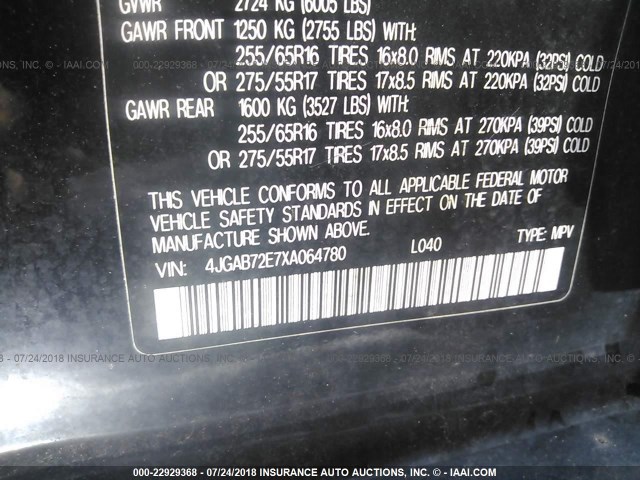 GVWR 2724 KG (6005 LBS)
GAWR FRONT 1250 KG (2755 LBS) WITH:
255/65R16 TIRES 16x8.0 RIMS AT 220KPA (32PSI) COLD
OR 275/55R17 TIRES 17x8.5 RIMS AT 220KPA (32PSI) COLD
GAWR REAR 1600 KG (3527 LBS) WITH:
255/65R16 TIRES 16x8.0 RIMS AT 270KPA (39PSI) COLD
OR 275/55R17 TIRES 17x8.5 RIMS AT 270KPA (39PSI) COLD
THIS VEHICLE CONFORMS TO ALL APPLICABLE FEDERAL MOTOR
VEHICLE SAFETY STANDARDS IN EFFECT ON THE DATE OF
MANUFACTURE SHOWN ABOVE.
VIN: 4JGAB72E7XA064780 L040 TYPE: MPV
000-22929368 - 07/24/2018 INSURANCE AUTO AUCTIONS, INC. - © IAAI.COM